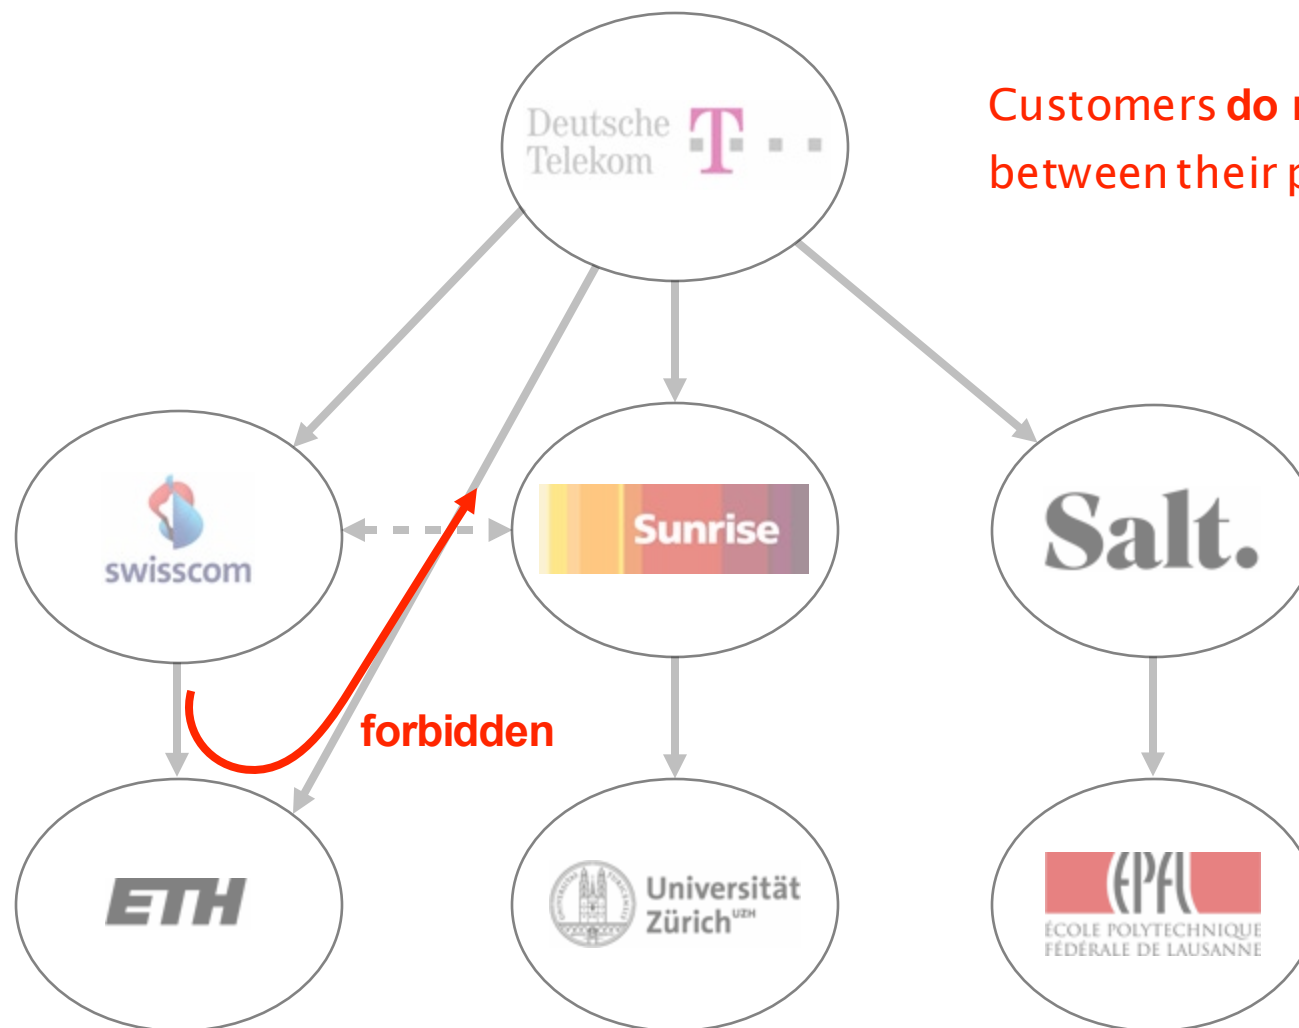 Deutsche
Telekom
T
Customers do
between their
swisscom
Sunrise
Salt.
forbidden
ETH
Universität
Zürich UZH
EPFL
ÉCOLE POLYTECHNIQUE
FÉDÉRALE DE LAUSANNE